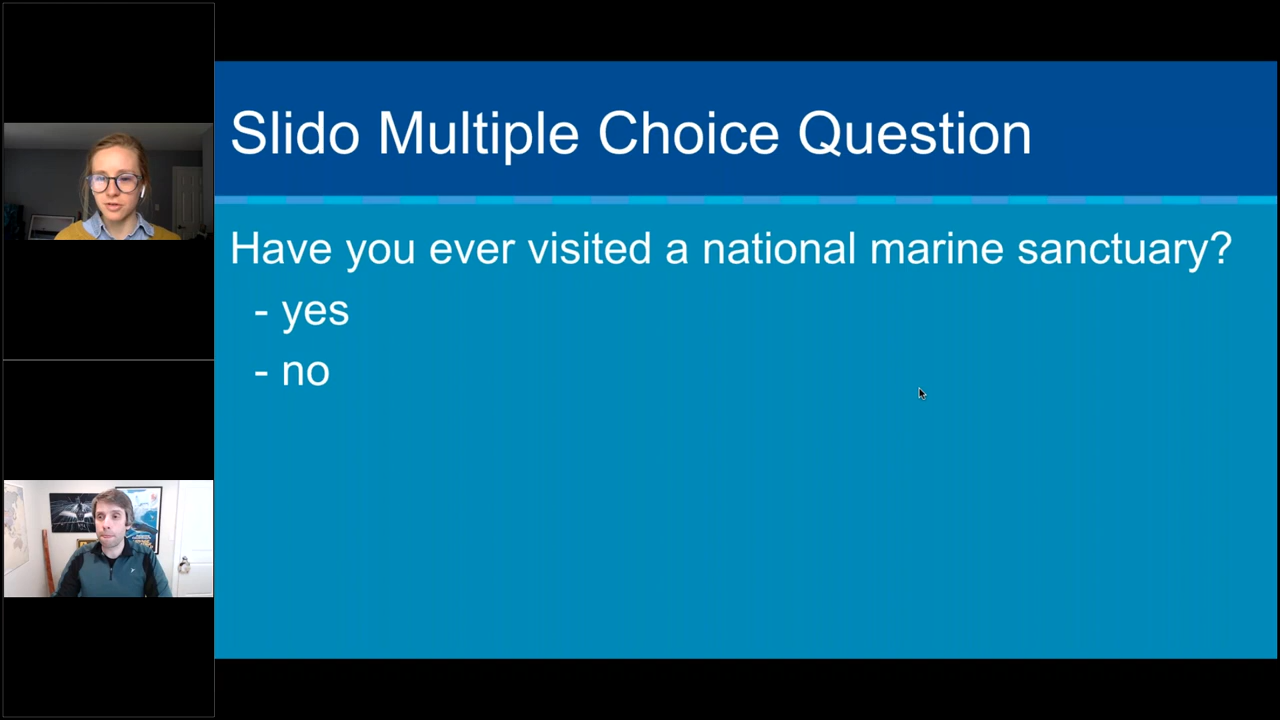 Slido Multiple Choice Question
Have you ever visited a national marine sanctuary?
- yes
- no